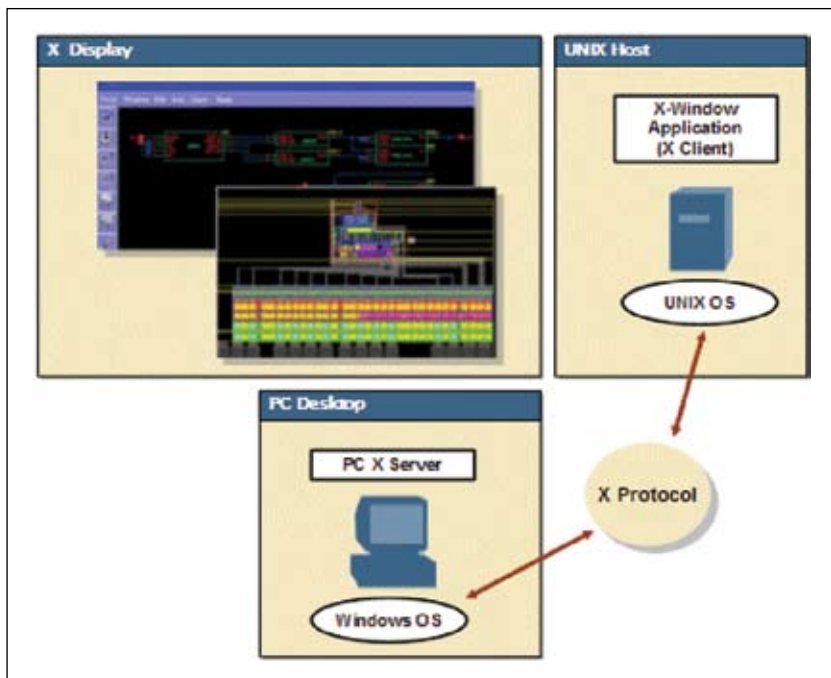 X Display
UNIX Host
X-Window
Application
(X Client)
UNIX OS
PC Desktop
PC X Server
X Protocol
Windows OS